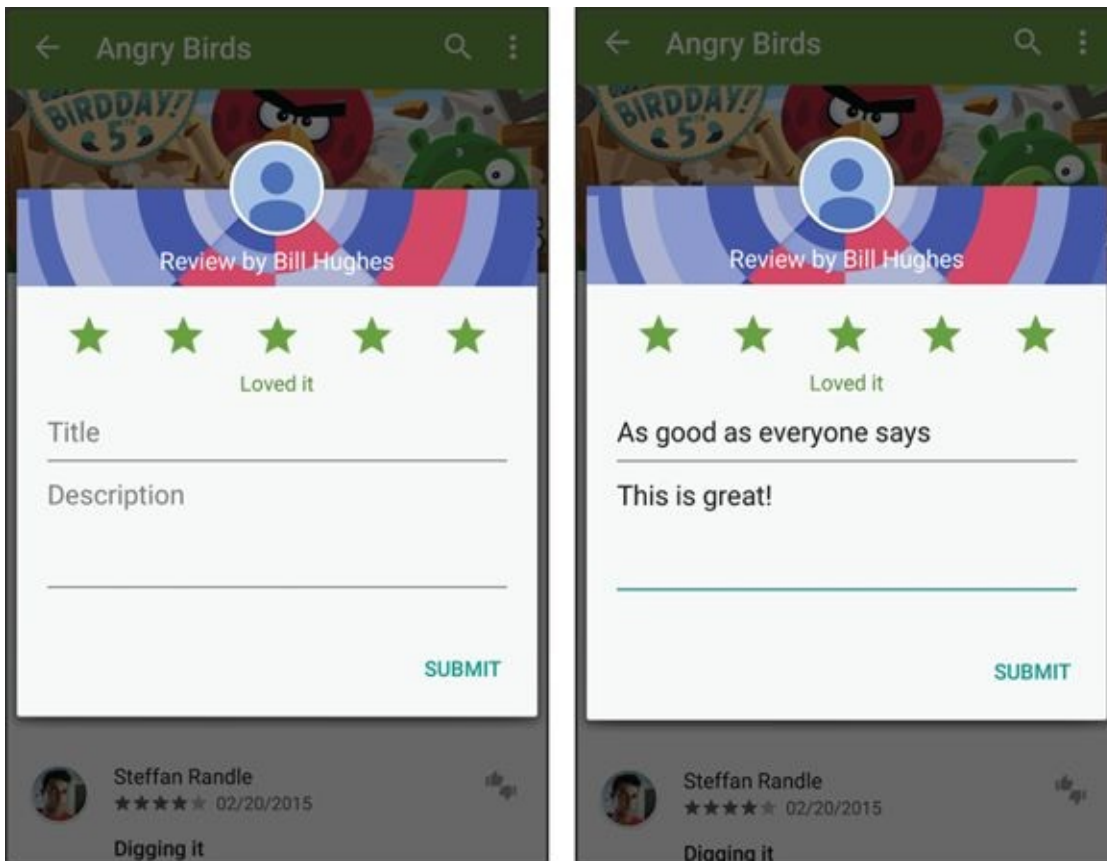 Angry Birds
BIRDDAY!
5TH
Review by Bill Hughes
Loved it
Title
Description
SUBMIT
Steffan Randle
02/20/2015
Digging it
Angry Birds
BIRDDAY!
5TH
Review by Bill Hughes
Loved it
As good as everyone says
This is great!
SUBMIT
Steffan Randle
02/20/2015
Digging it